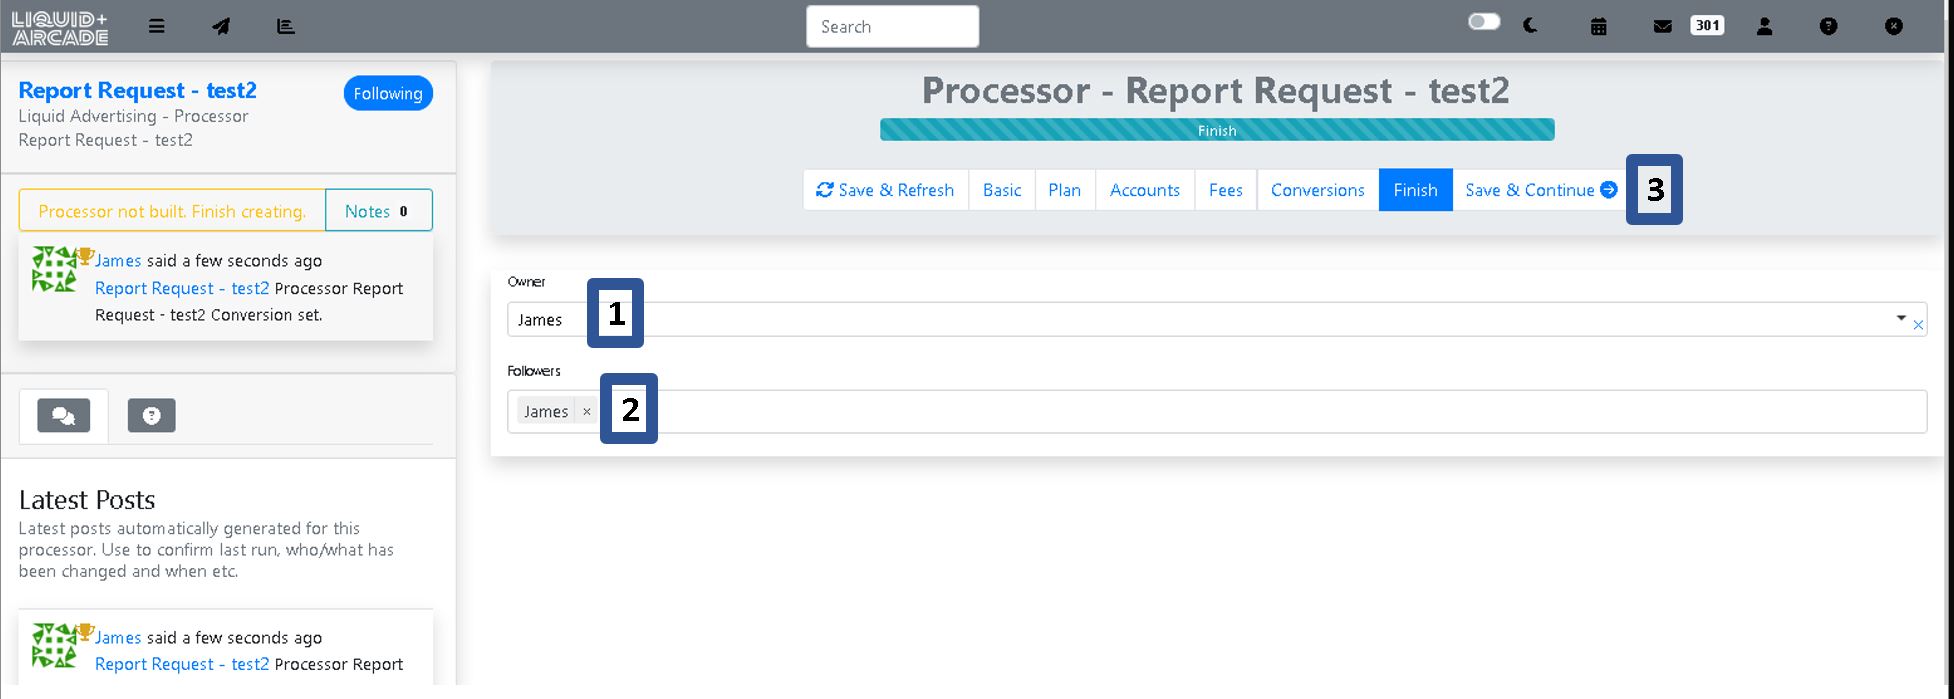 LIQUID+
ARCADE
Search
301
Report Request - test2
Following
Liquid Advertising - Processor
Report Request - test2
Processor not built. Finish creating.
Notes 0
James said a few seconds ago
Report Request - test2 Processor Report
Request - test2 Conversion set.
Latest Posts
Latest posts automatically generated for this
processor. Use to confirm last run, who/what has
been changed and when etc.
James said a few seconds ago
Report Request - test2 Processor Report
Processor - Report Request - test2
Finish
Save & Refresh Basic Plan Accounts Fees Conversions Finish Save & Continue 3
Owner
James 1
Followers
James × 2